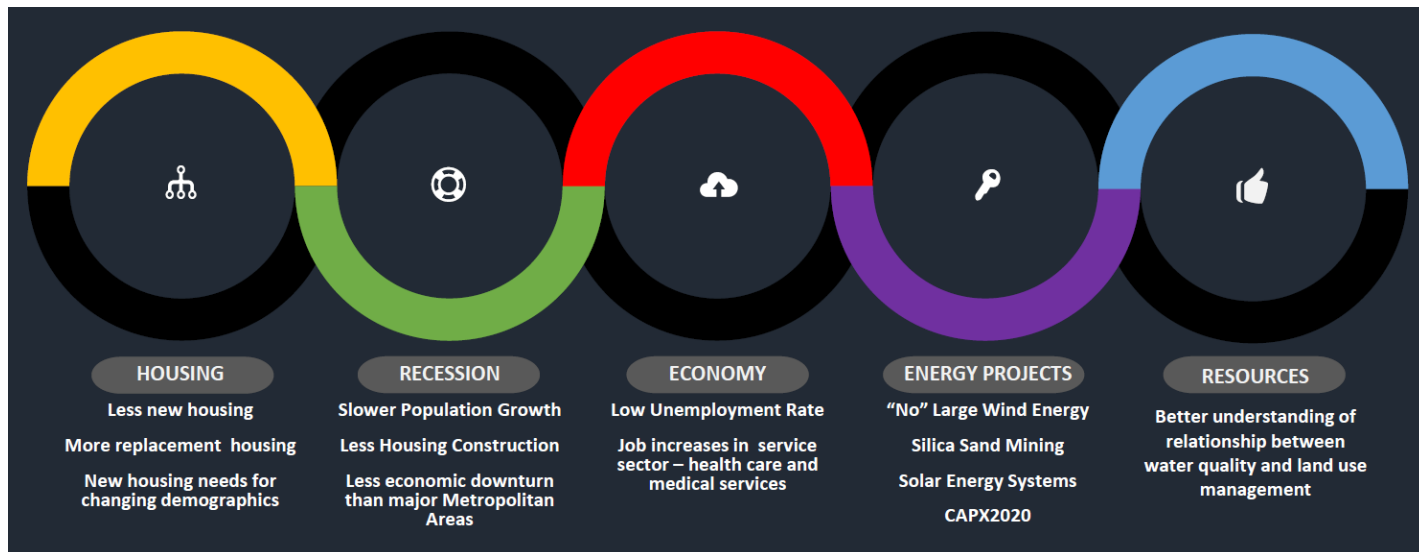 HOUSING
Less new housing
More replacement housing
New housing needs for
changing demographics
RECESSION
Slower Population Growth
Less Housing Construction
Less economic downturn
than major Metropolitan
Areas
ECONOMY
Low Unemployment Rate
Job increases in service
sector – health care and
medical services
ENERGY PROJECTS
“No” Large Wind Energy
Silica Sand Mining
Solar Energy Systems
CAPX2020
RESOURCES
Better understanding of
relationship between
water quality and land use
management